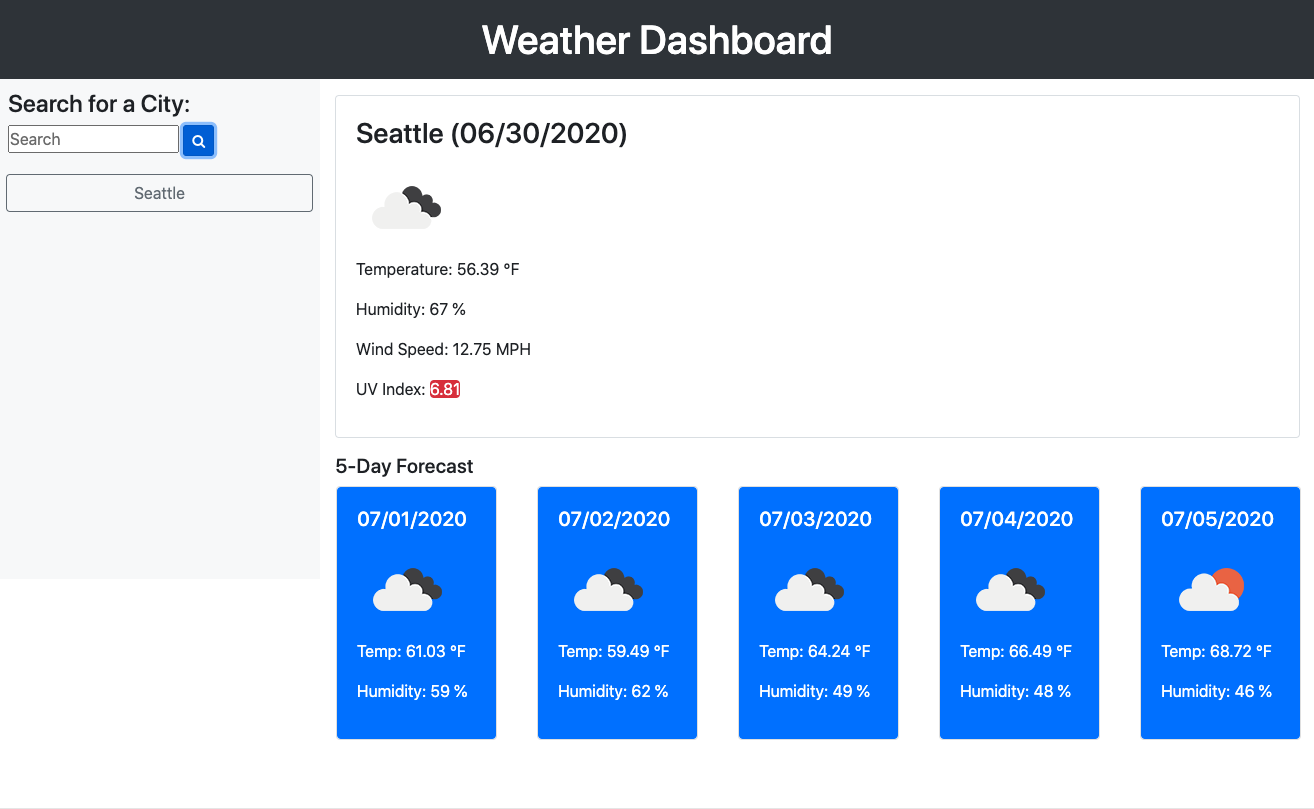 Weather Dashboard
Search for a City:
Search
Seattle
Seattle (06/30/2020)
Temperature: 56.39 °F
Humidity: 67 %
Wind Speed: 12.75 MPH
UV Index: 6.81
5-Day Forecast
07/01/2020
Temp: 61.03 °F
Humidity: 59 %
07/02/2020
Temp: 59.49 °F
Humidity: 62 %
07/03/2020
Temp: 64.24 °F
Humidity: 49 %
07/04/2020
Temp: 66.49 °F
Humidity: 48 %
07/05/2020
Temp: 68.72 °F
Humidity: 46 %